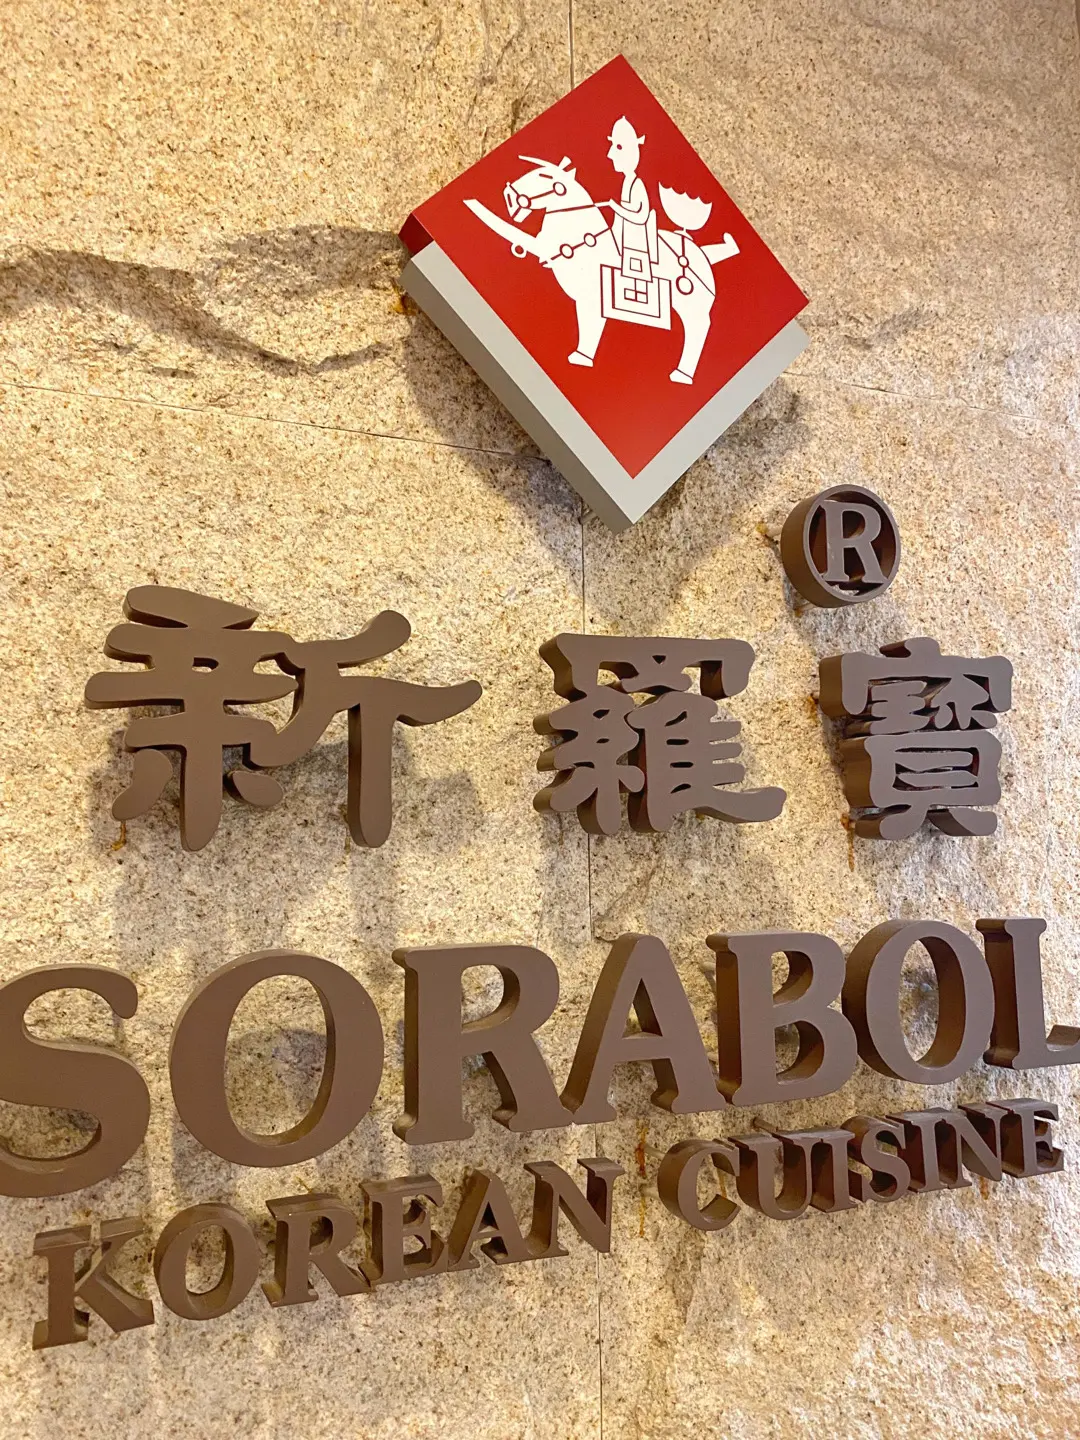 ®
新羅寶
SORABOL
KOREAN CUISINE